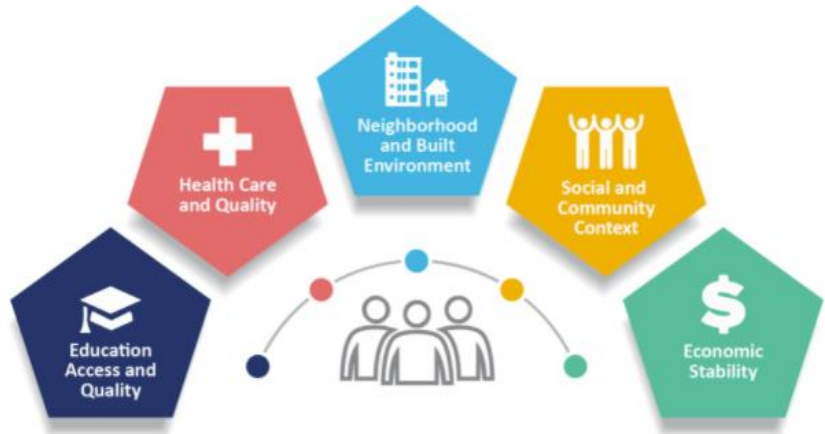 Education
Access and
Quality
Health Care
and Quality
Neighborhood
and Built
Environment
Social and
Community
Context
$
Economic
Stability